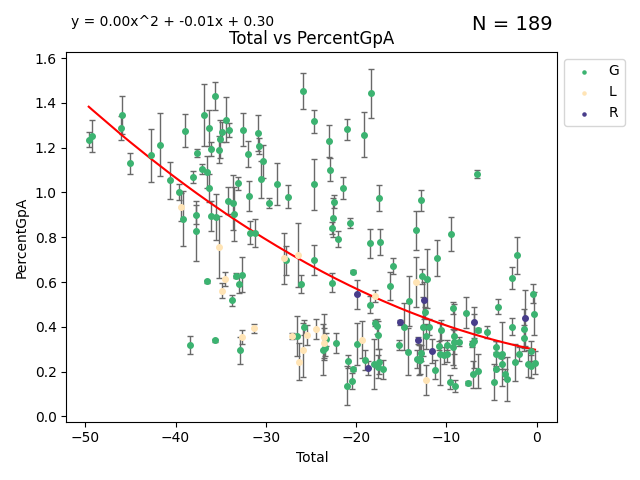 y = 0.00x^2 + -0.01x + 0.30
N = 189
Total vs PercentGpA
G
L
R
PercentGpA
1.6
1.4
1.2
1.0
0.8
0.6
0.4
0.2
0.0
−50 −40 −30 −20 −10 0
Total